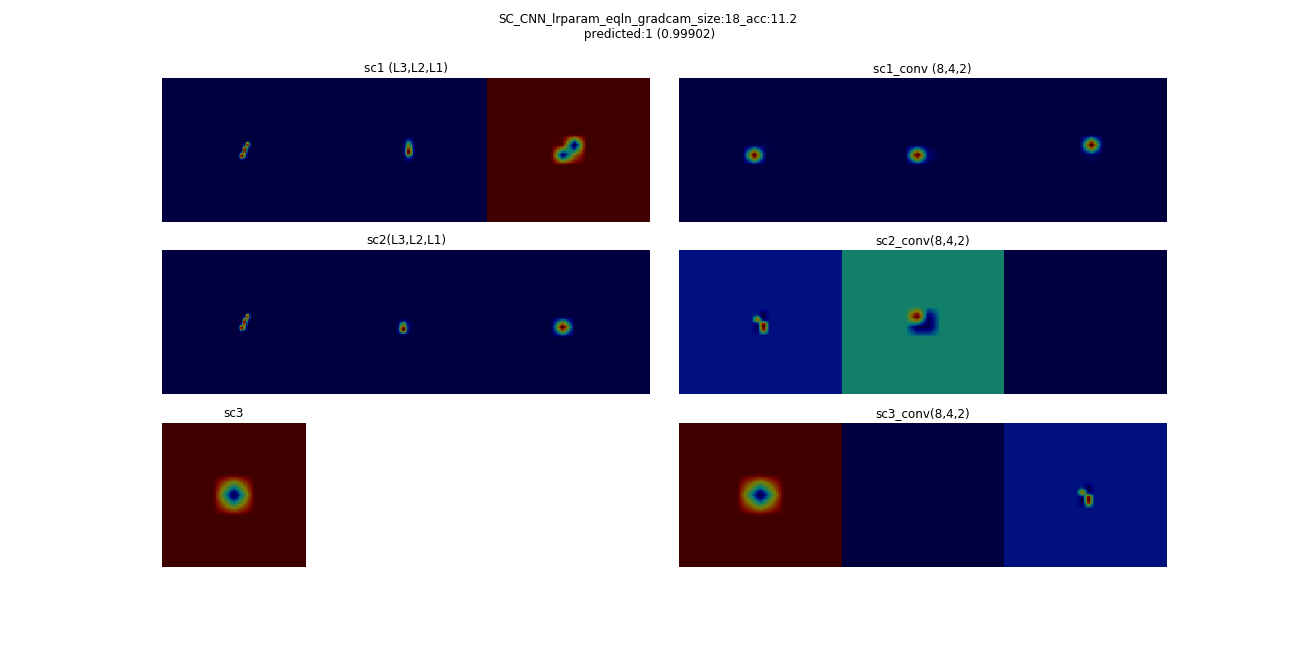 SC_CNN_lrparam_eqln_gradcam_size:18_acc:11.2
predicted:1 (0.99902)
sc1 (L3,L2,L1)
sc1_conv (8,4,2)
sc2(L3,L2,L1)
sc2_conv(8,4,2)
sc3
sc3_conv(8,4,2)